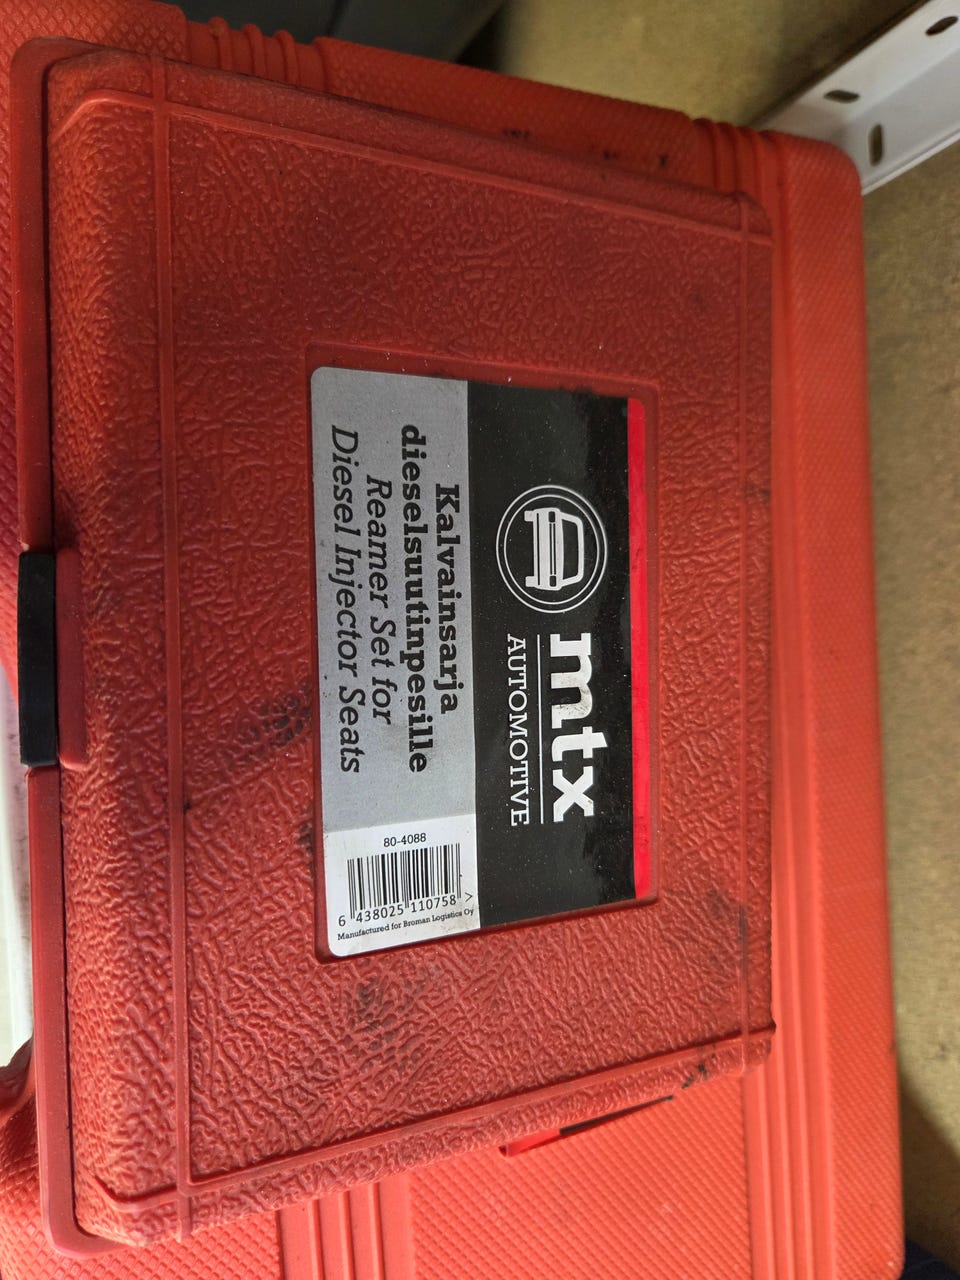 mtx
AUTOMOTIVE
Kalvainsarja
dieselsuutinpesille
Reamer Set for
Diesel Injector Seats
80-4088
6 438025 110758 >
Manufactured for Broman Logistics Oy